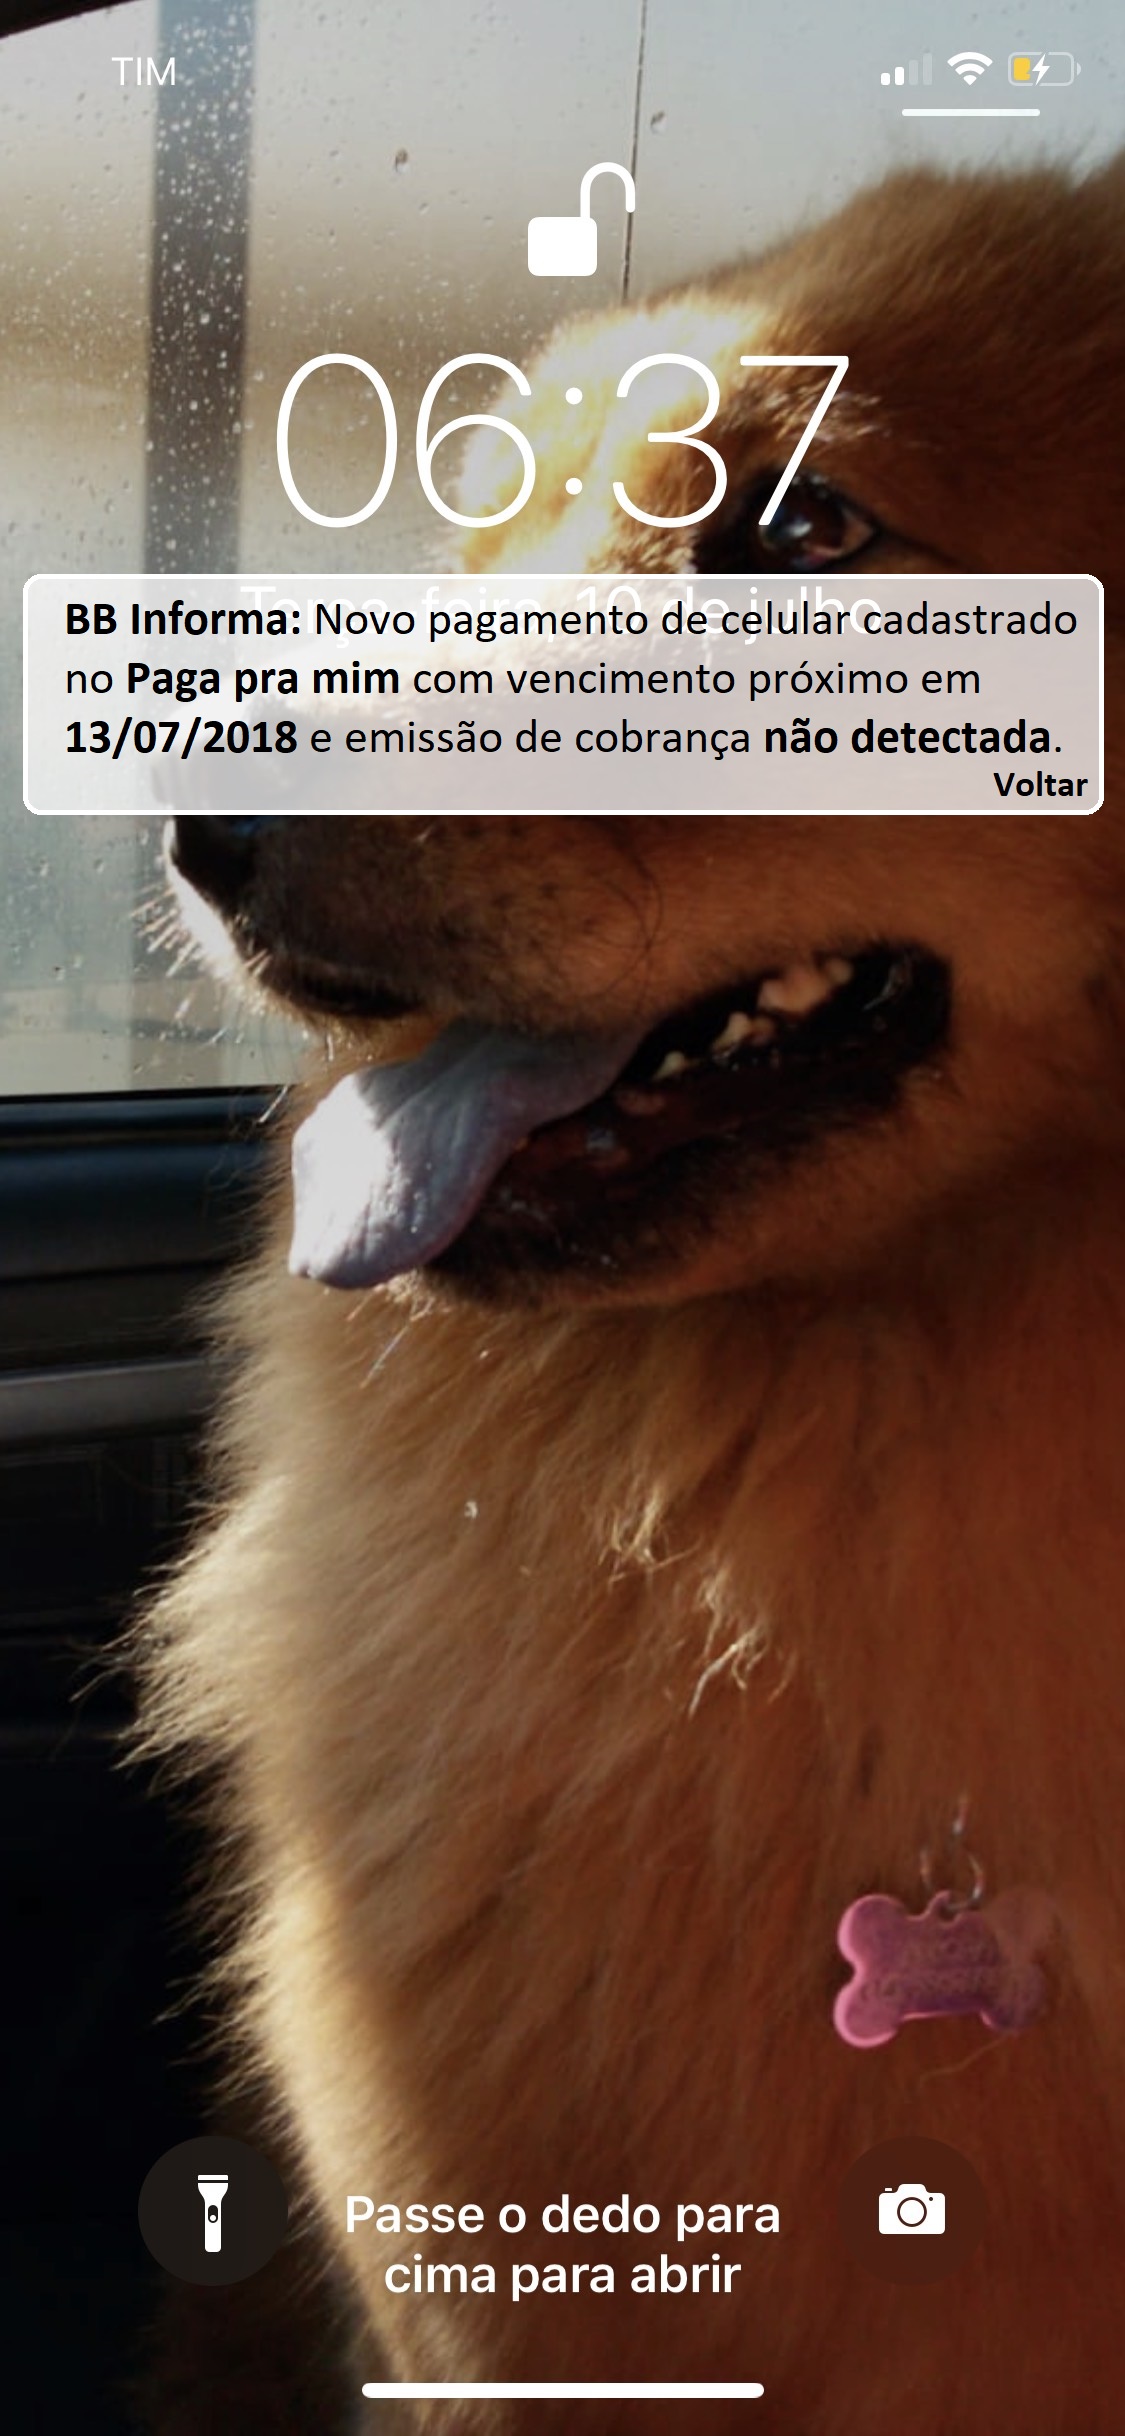 TIM
06:37
Terça-feira, 10 de julho
BB Informa: Novo pagamento de celular cadastrado
no Paga pra mim com vencimento próximo em
13/07/2018 e emissão de cobrança não detectada.
Voltar
Passe o dedo para
cima para abrir